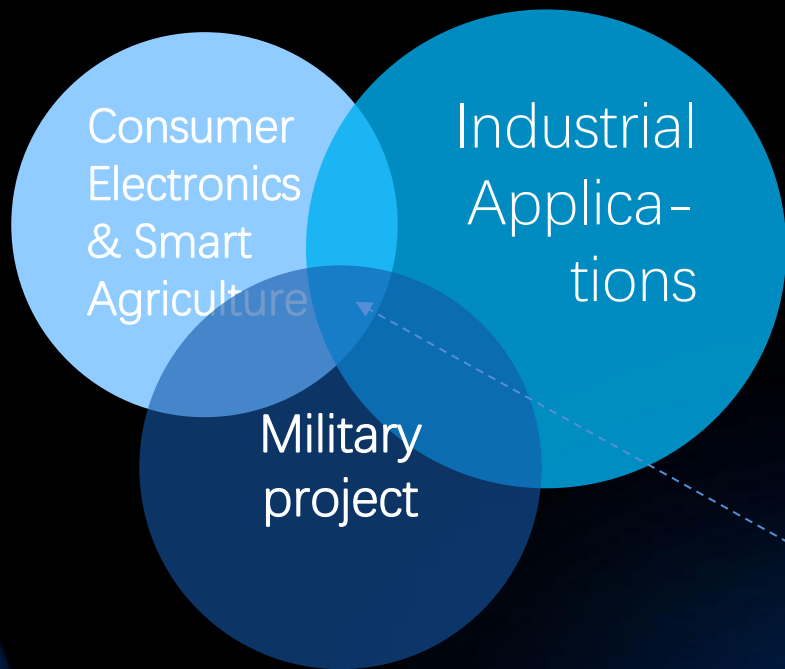 Consumer
Electronics
& Smart
Agriculture
Industrial
Applica-
tions
Military
project